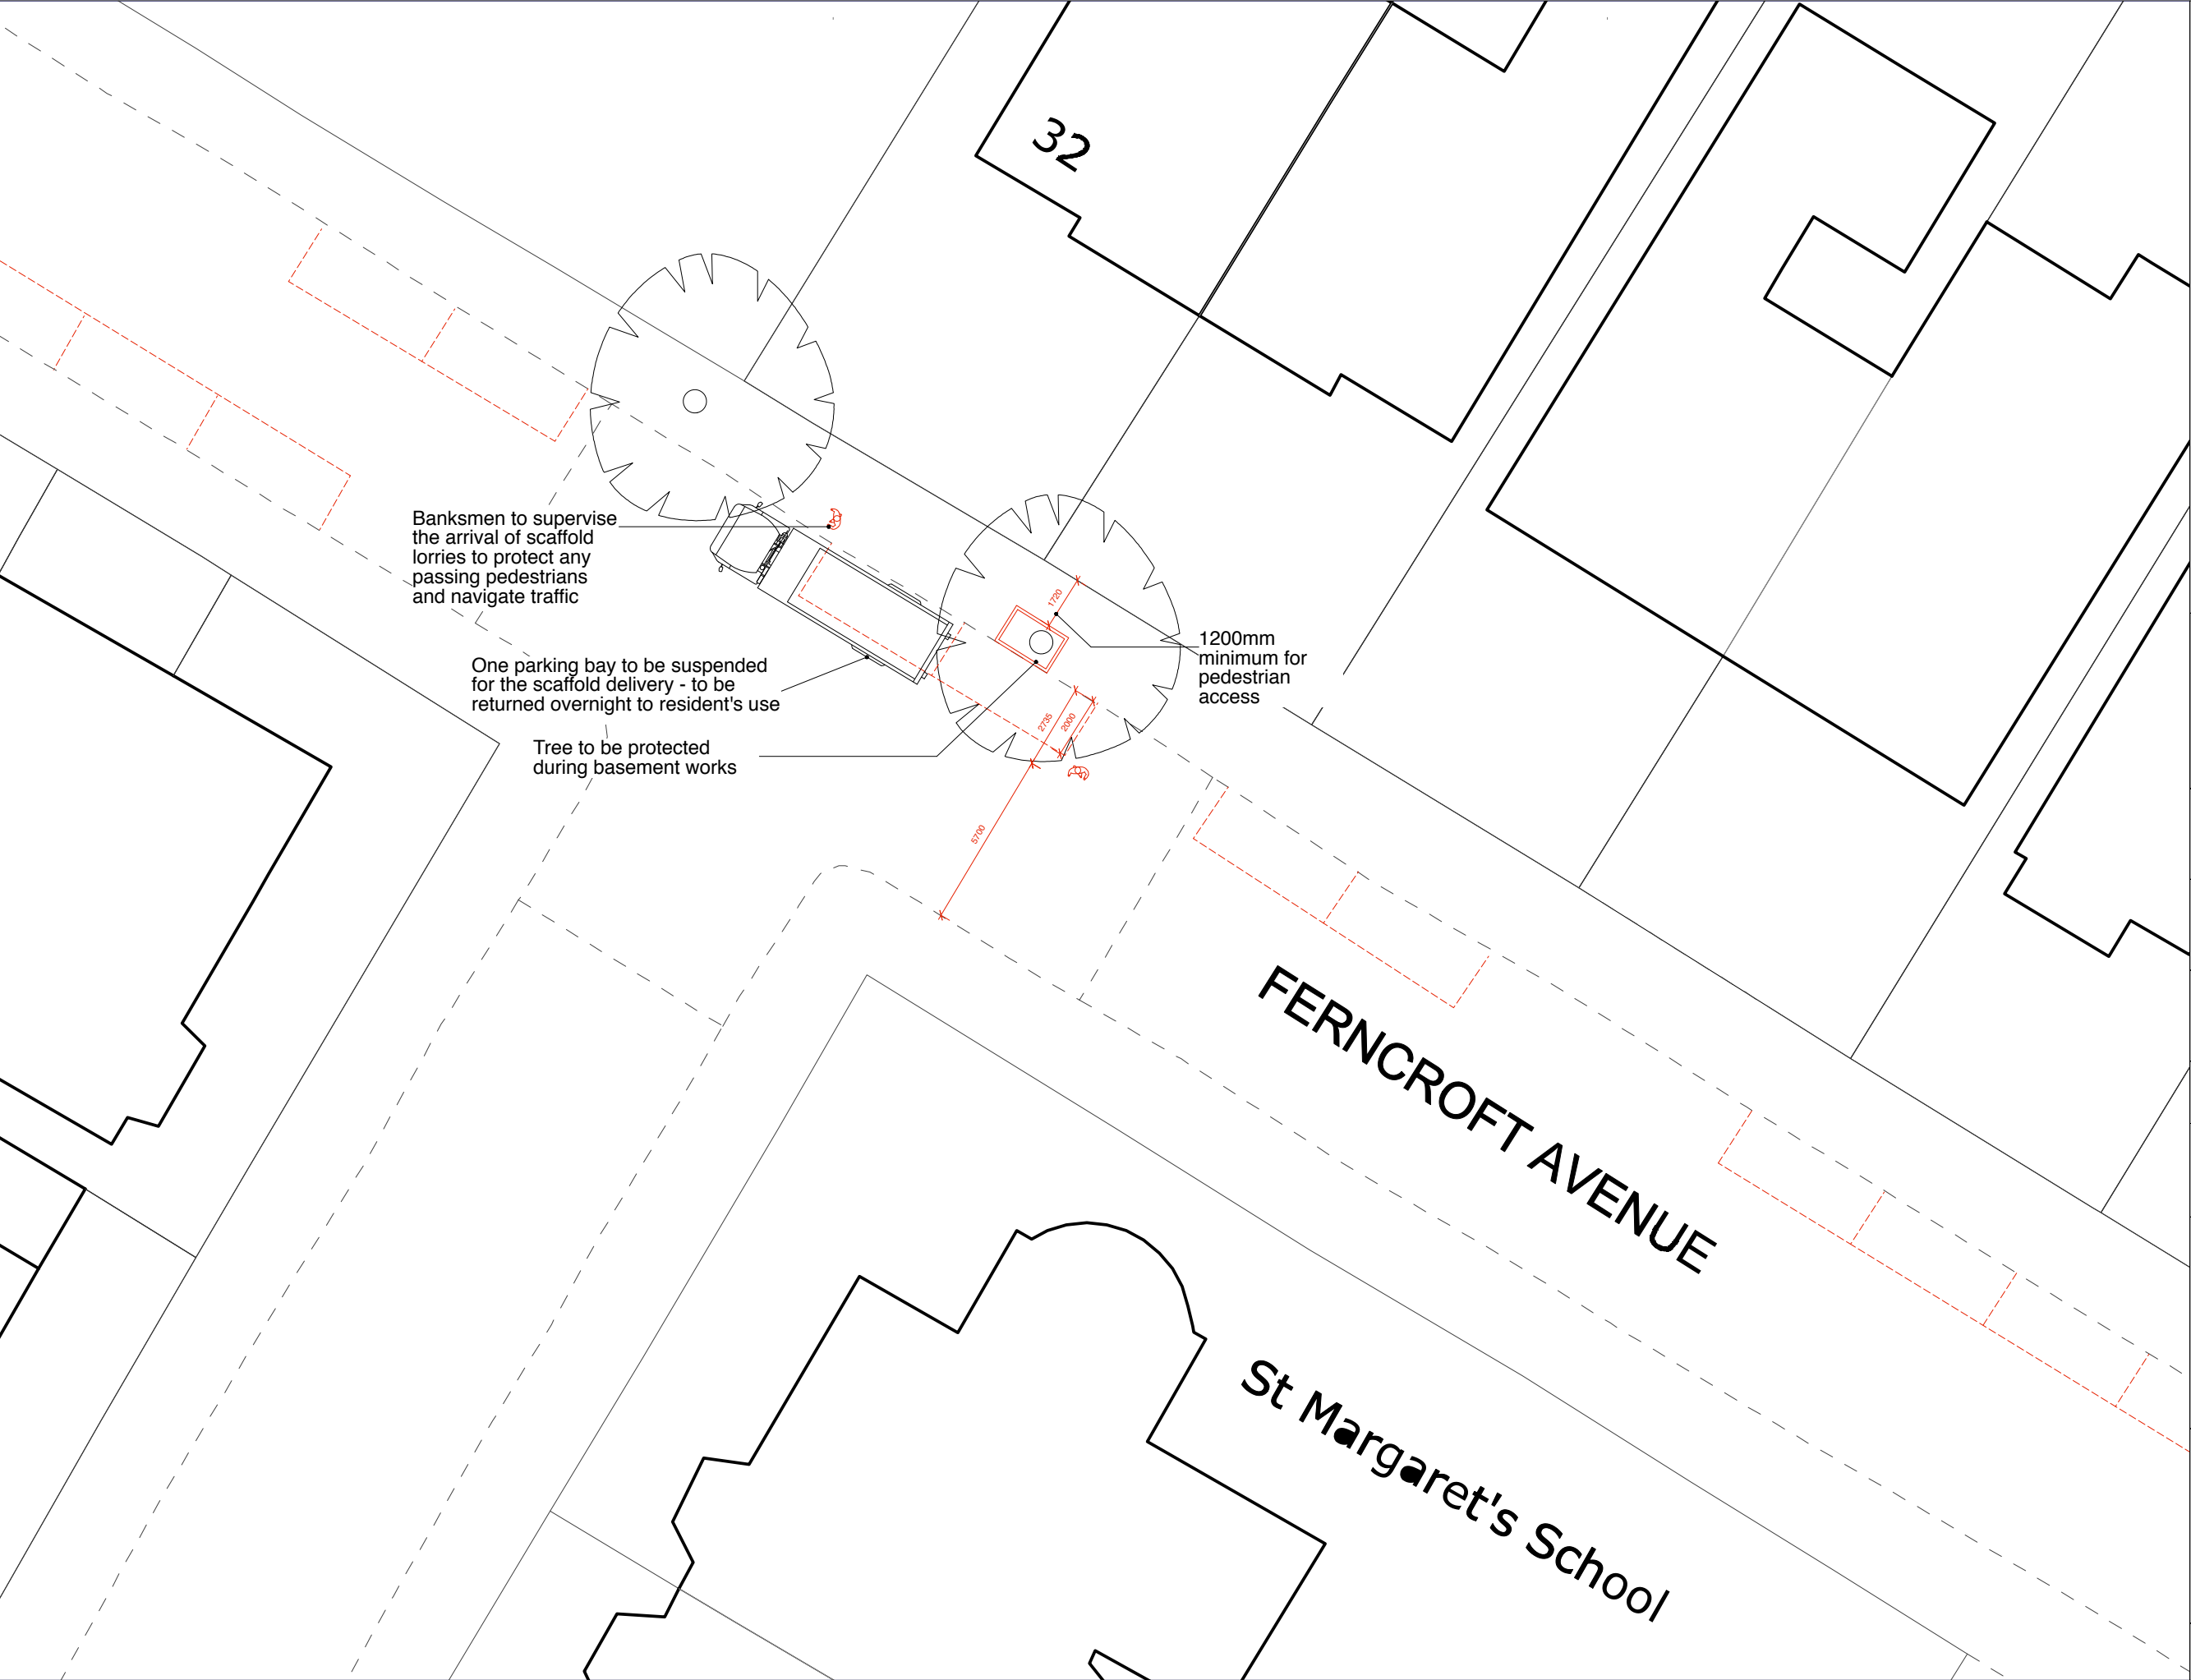 32
Banksmen to supervise
the arrival of scaffold
lorries to protect any
passing pedestrians
and navigate traffic
1720
1200mm
minimum for
pedestrian
access
One parking bay to be suspended
for the scaffold delivery - to be
returned overnight to resident's use
2735
2000
Tree to be protected
during basement works
5700
FERNCROFT AVENUE
St Margaret's School